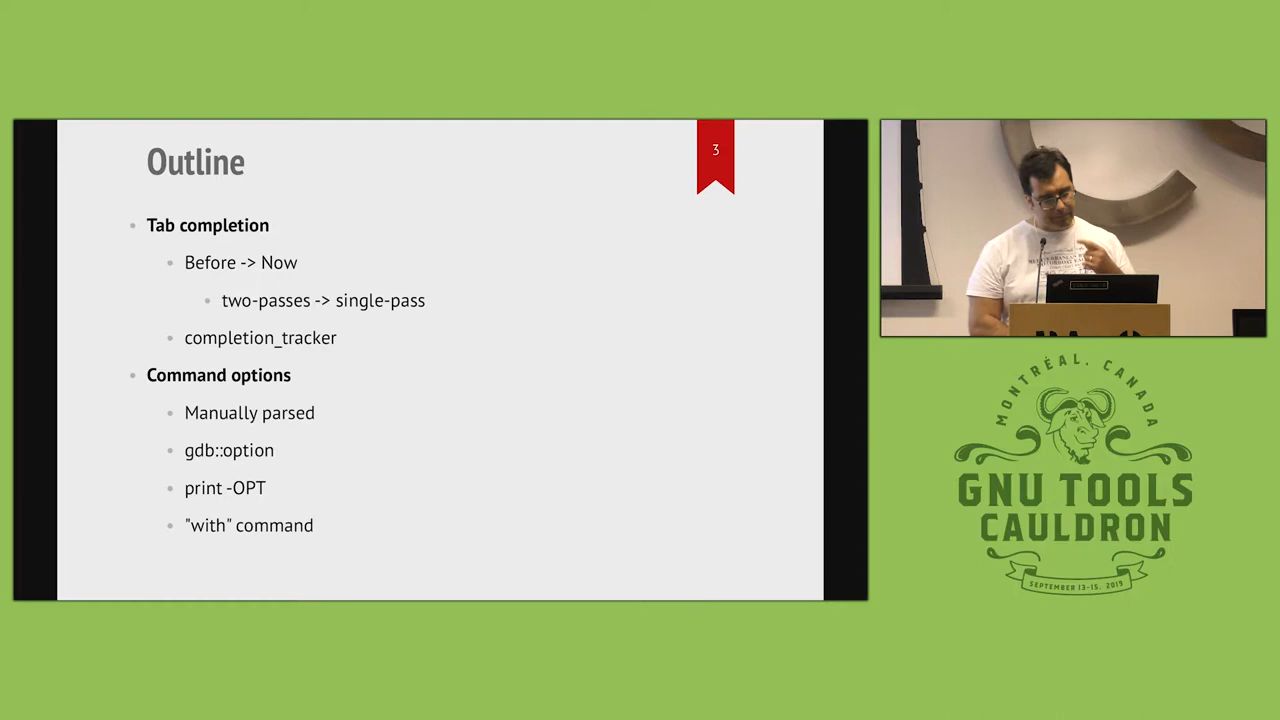 Outline
3
Tab completion
Before -> Now
two-passes -> single-pass
completion_tracker
Command options
Manually parsed
gdb::option
print -OPT
"with" command
MONTRÉAL, CANADA
GNU TOOLS
CAULDRON
SEPTEMBER 13-15, 2019